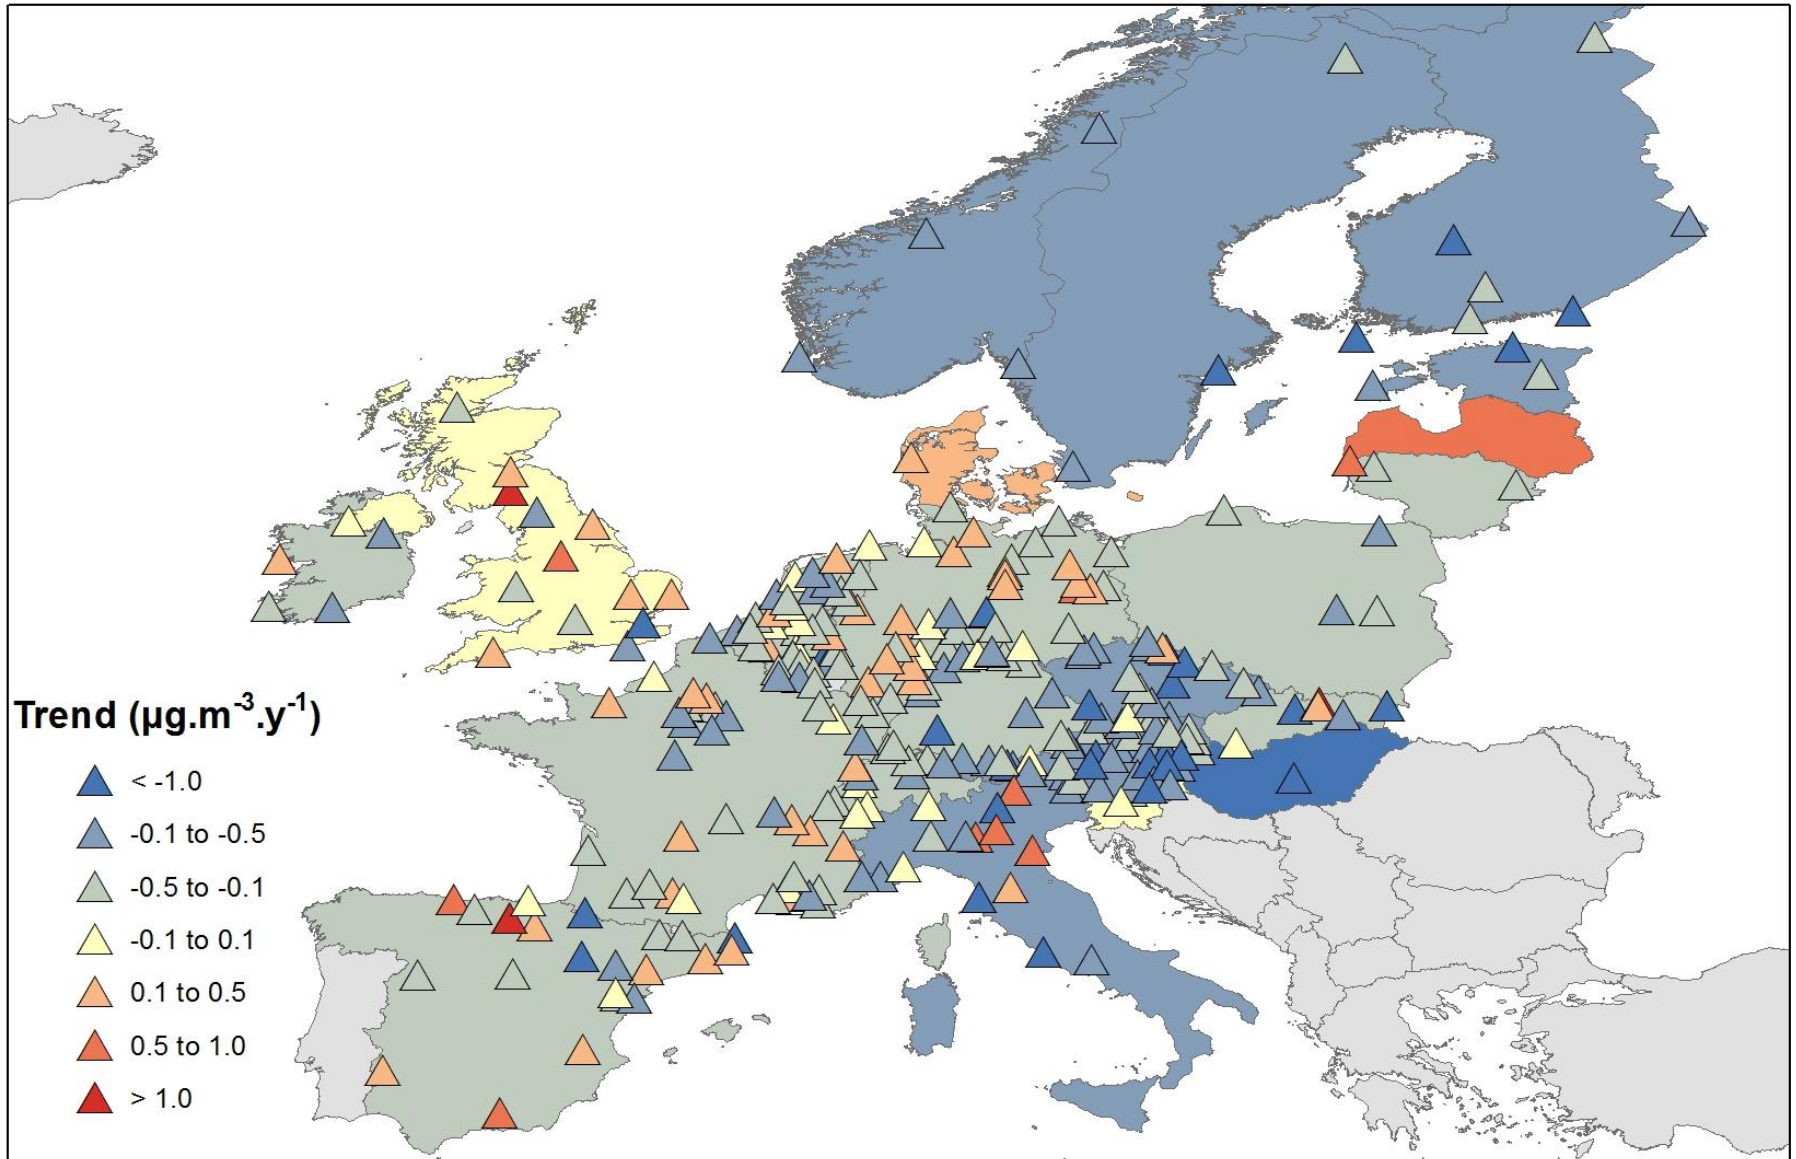 Trend (µg.m-3.y-1)
< -1.0
-0.1 to -0.5
-0.5 to -0.1
-0.1 to 0.1
0.1 to 0.5
0.5 to 1.0
> 1.0